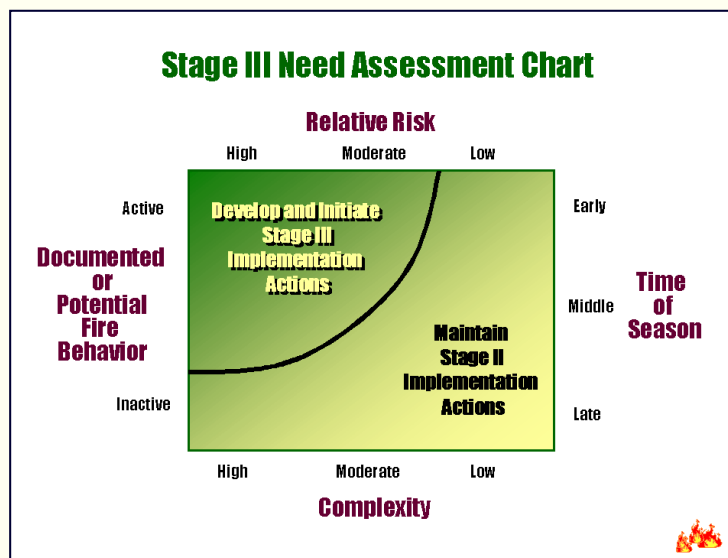 Stage III Need Assessment Chart
Relative Risk
High Moderate Low
Active
Develop and Initiate
Stage III
Implementation
Actions
Early
Documented
or
Potential
Fire
Behavior
Time
of
Season
Middle
Maintain
Stage II
Implementation
Actions
Inactive
Late
High Moderate Low
Complexity